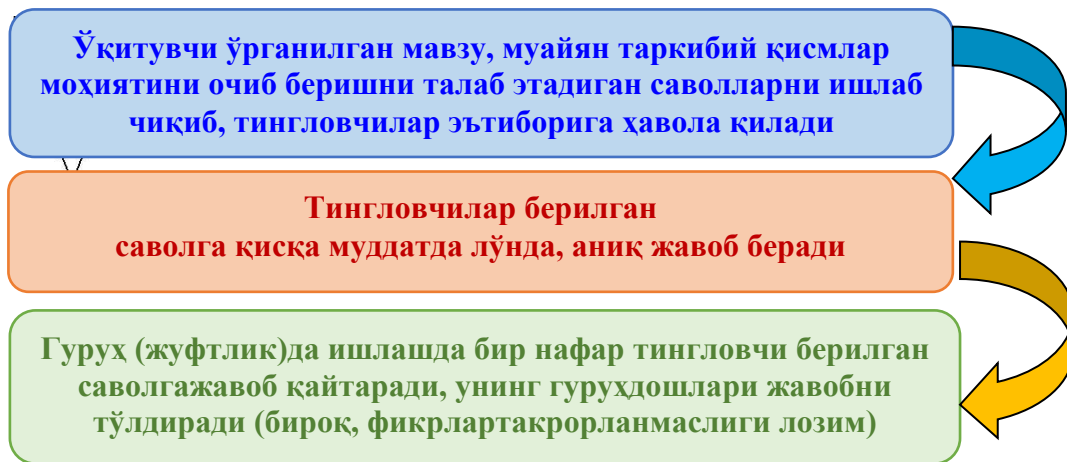 Ўқитувчи ўрганилган мавзу, муайян таркибий қисмлар
моҳиятини очиб беришни талаб этадиган саволларни ишлаб
чиқиб, тингловчилар эътиборига ҳавола қилади
Тингловчилар берилган
саволга қисқа муддатда лўнда, аниқ жавоб беради
Гуруҳ (жуфтлик)да ишлашда бир нафар тингловчи берилган
саволгажавоб қайтаради, унинг гуруҳдошлари жавобни
тўлдиради (бироқ, фикрлартакрорланмаслиги лозим)